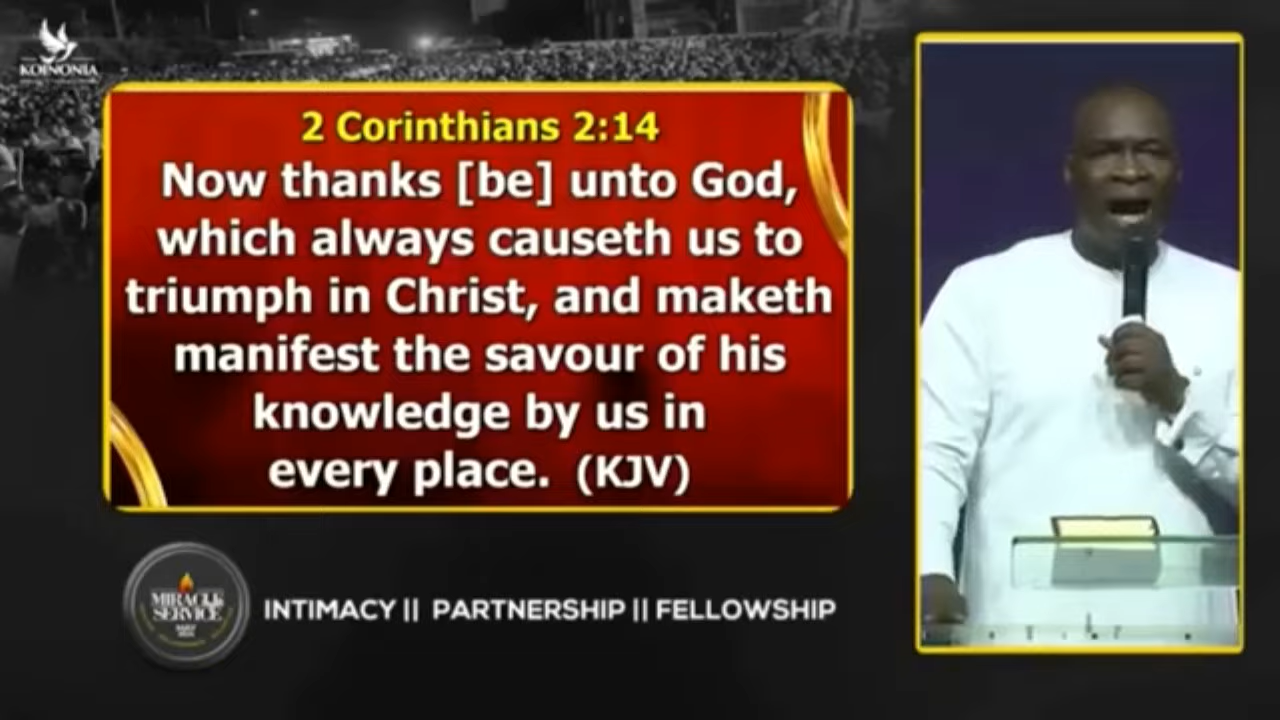 KOINONIA
2 Corinthians 2:14
Now thanks [be] unto God,
which always causeth us to
triumph in Christ, and maketh
manifest the savour of his
knowledge by us in
every place. (KJV)
MIRACLE
SERVICE
INTIMACY || PARTNERSHIP || FELLOWSHIP